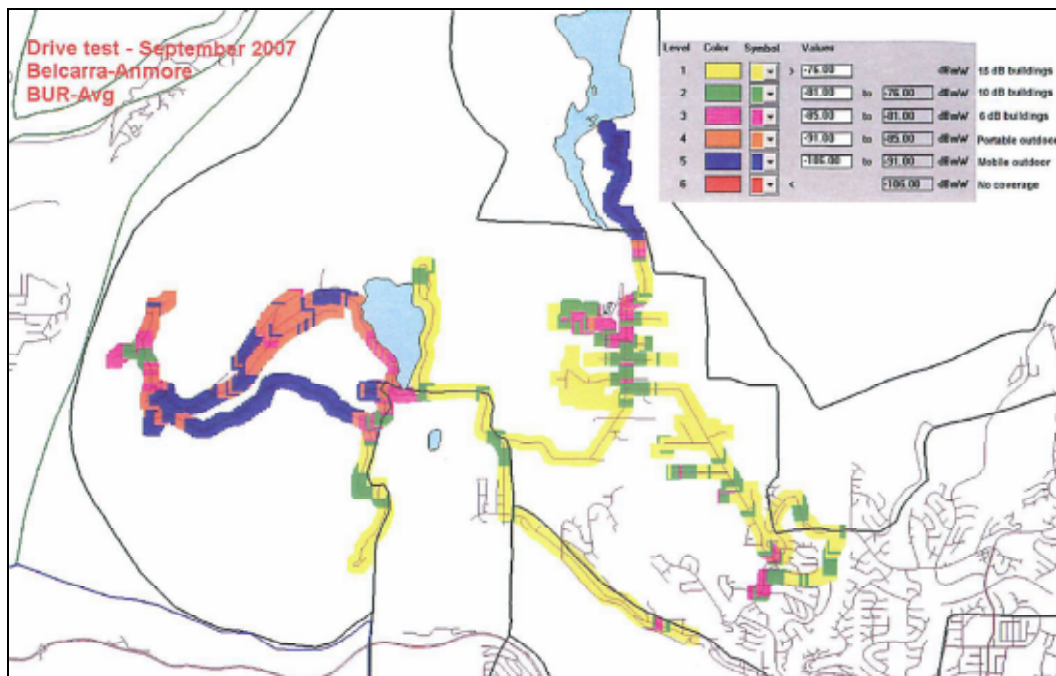 Drive test - September 2007
Belcarra-Anmore
BUR-Avg
Level Color Symbol Values
1 > -76.00 dBmW 15 dB buildings
2 -81.00 to -76.00 dBmW 10 dB buildings
3 -85.00 to -81.00 dBmW 6 dB buildings
4 -91.00 to -85.00 dBmW Portable outdoor
5 -106.00 to -91.00 dBmW Mobile outdoor
6 < -106.00 dBmW No coverage